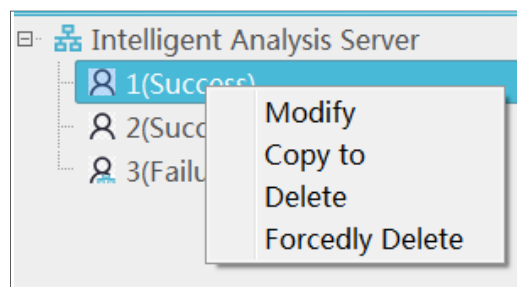 Intelligent Analysis Server
1(Success)
2(Succ
3(Failu
Modify
Copy to
Delete
Forcedly Delete